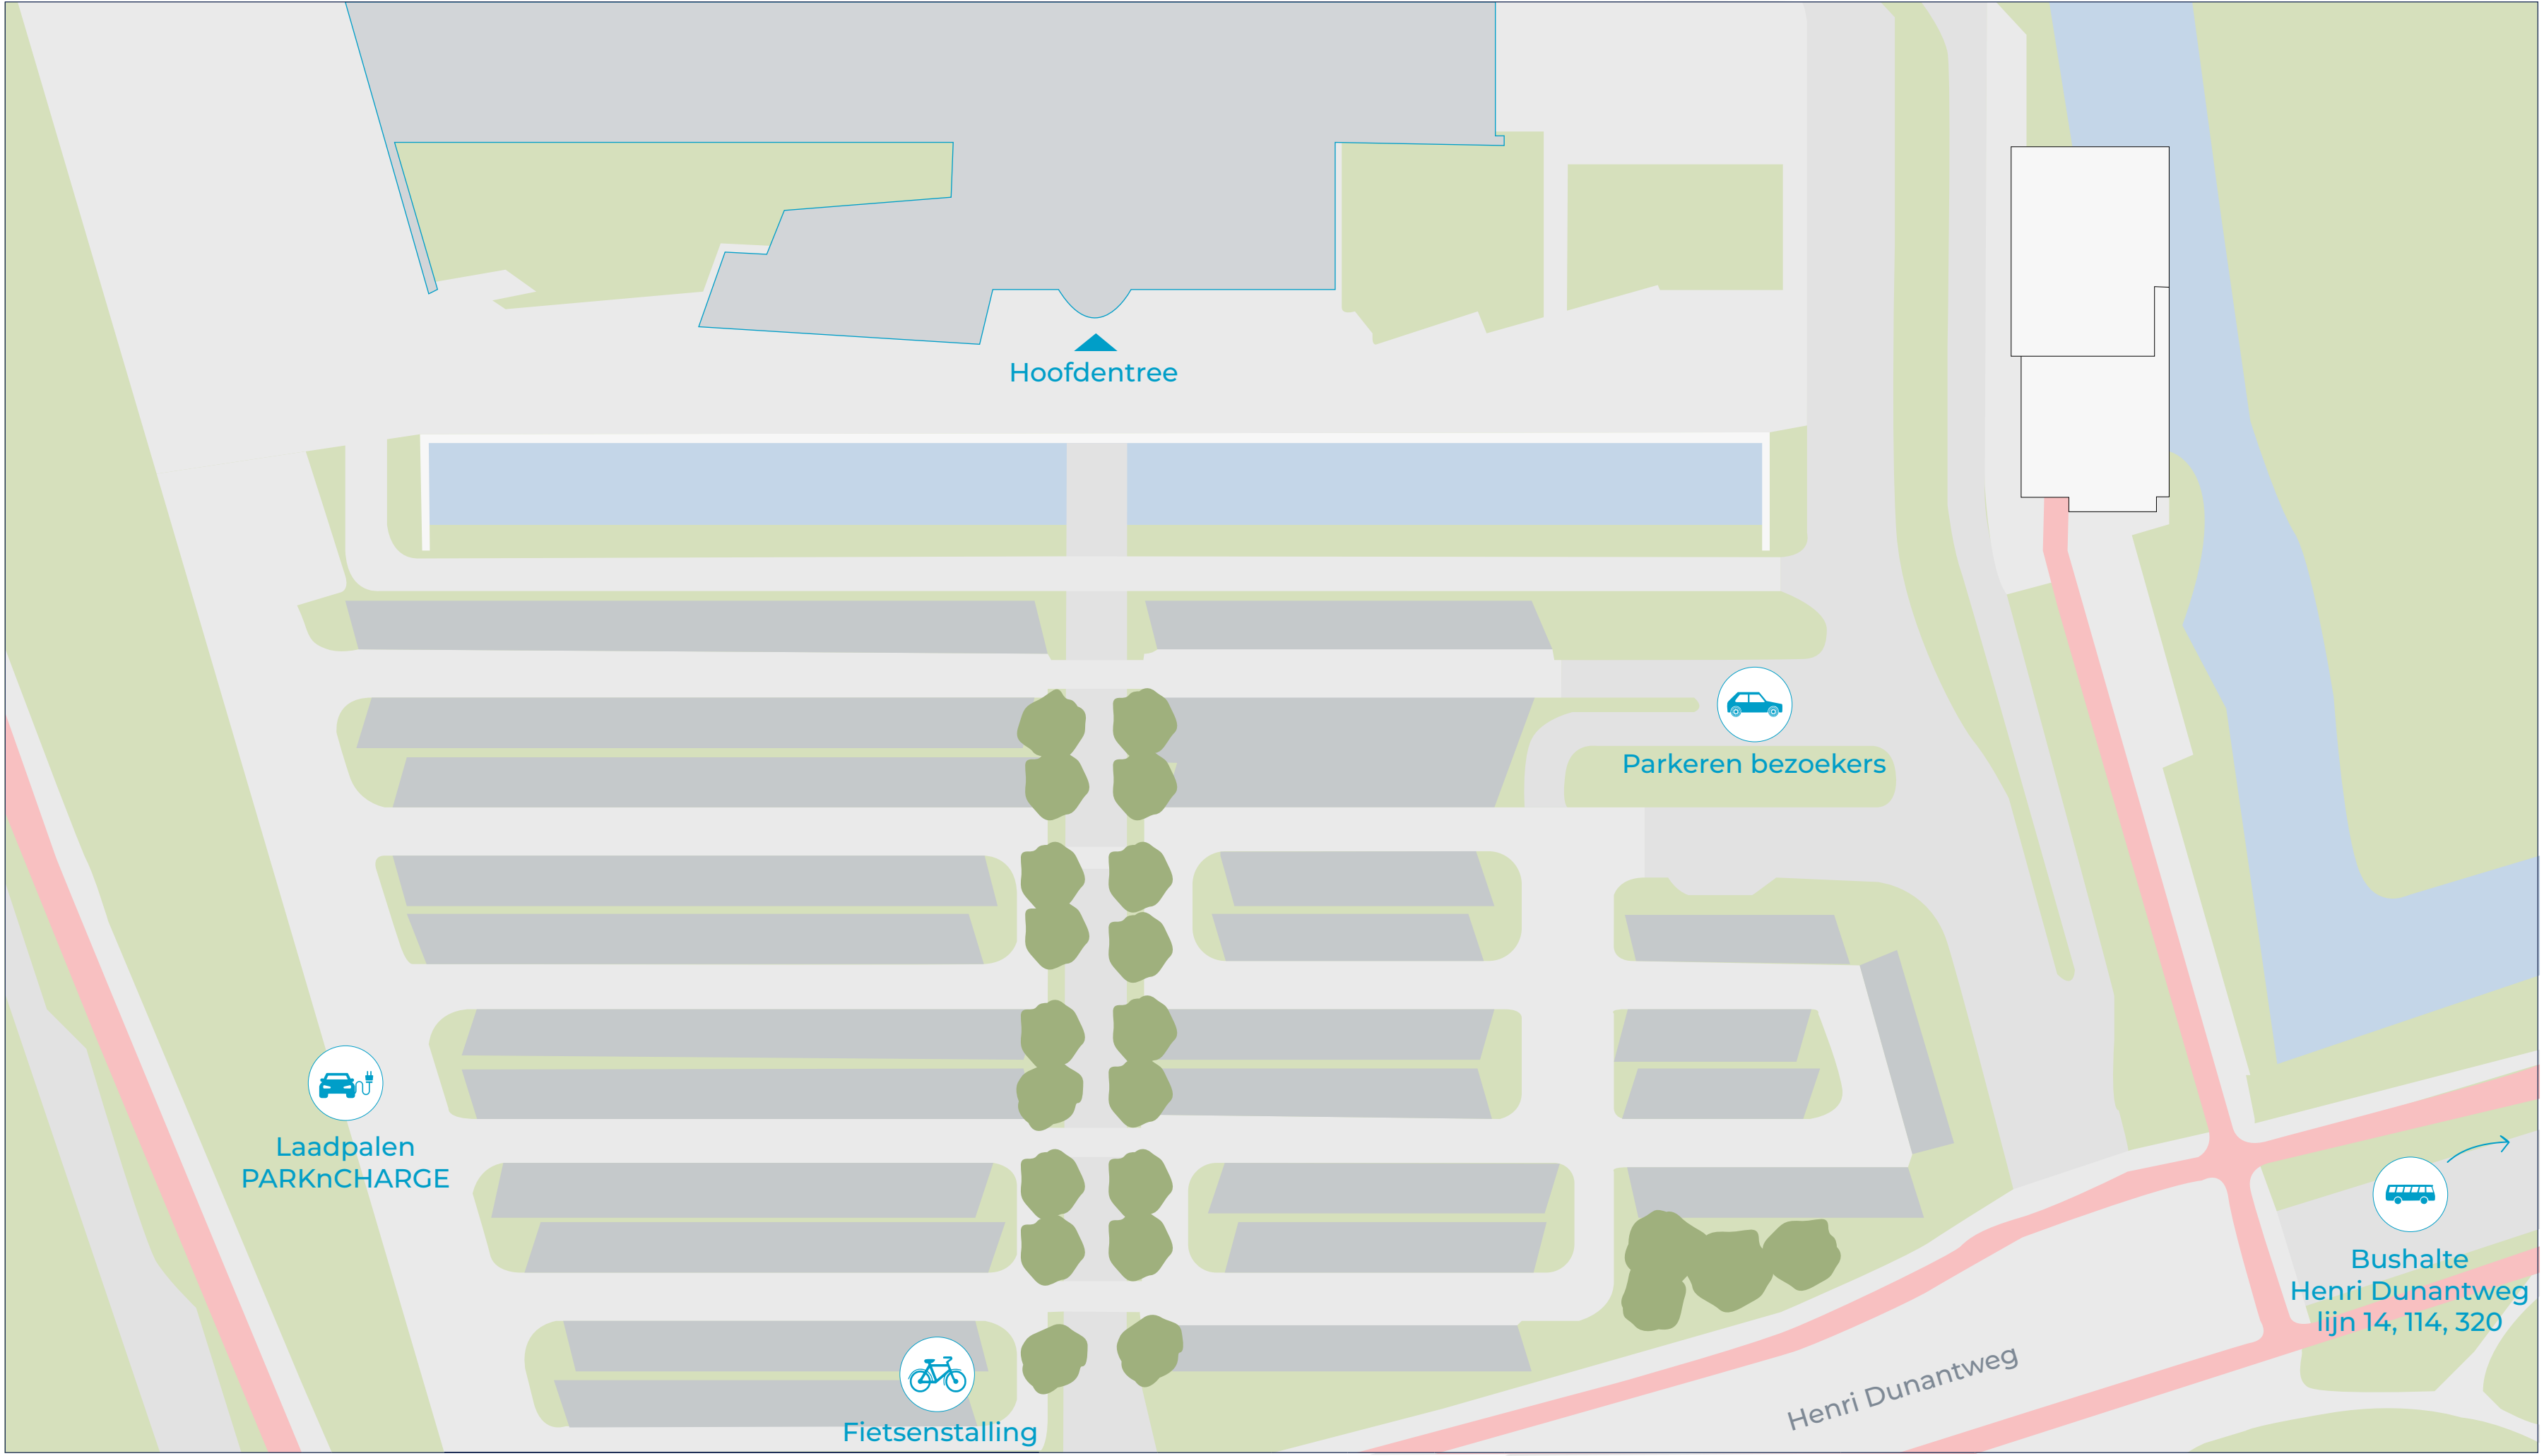 Hoofdentree
Parkeren bezoekers
Laadpalen
PARKnCHARGE
Bushalte
Henri Dunantweg
lijn 14, 114, 320
Henri Dunantweg
Fietsenstalling